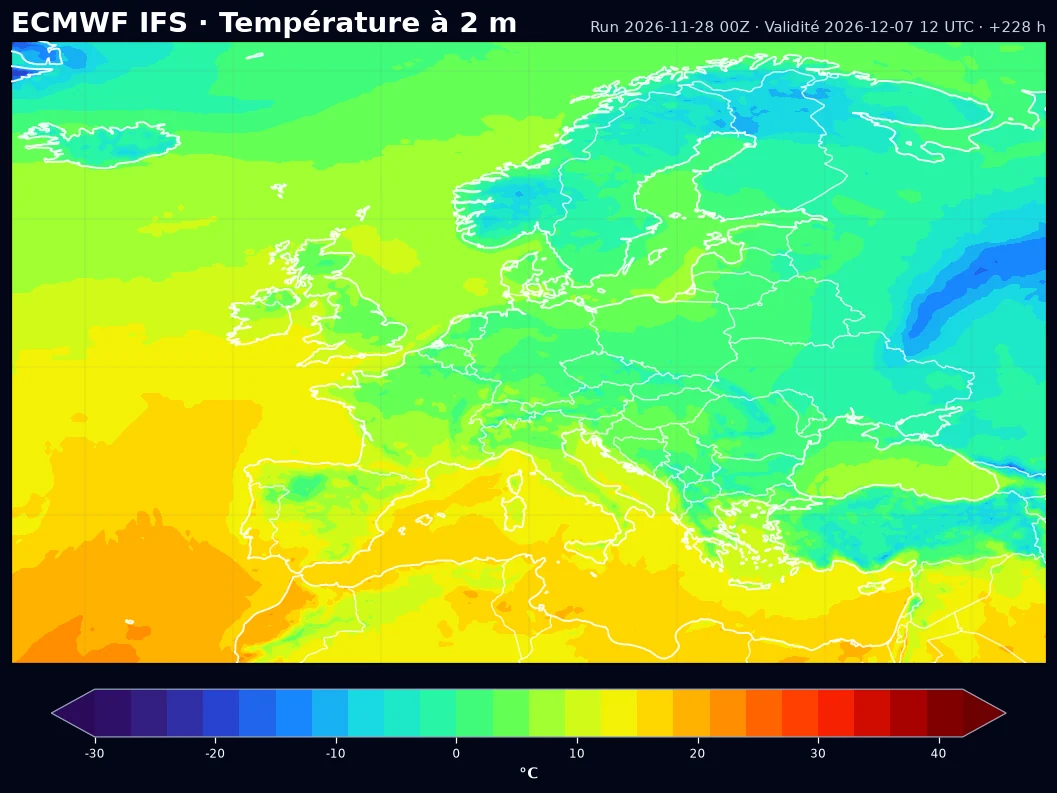 ECMWF IFS · Température à 2 m
Run 2026-11-28 00Z · Validité 2026-12-07 12 UTC · +228 h
-30 -20 -10 0 10 20 30 40
°C